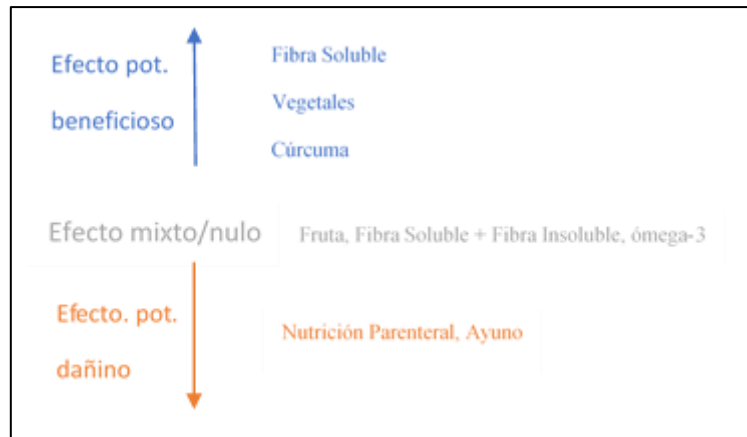 Efecto pot.
beneficioso
Fibra Soluble
Vegetales
Cúrcuma
Efecto mixto/nulo
Fruta, Fibra Soluble + Fibra Insoluble, ómega-3
Efecto. pot.
dañino
Nutrición Parenteral, Ayuno